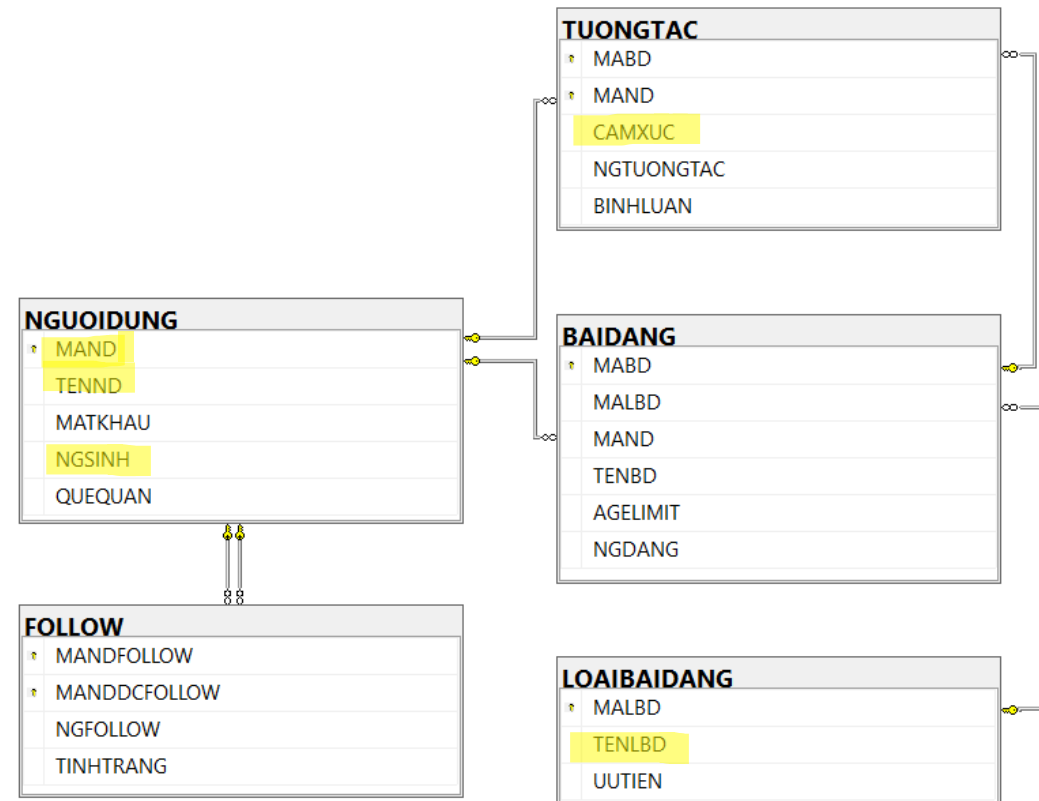 TUONGTAC
MABD
MAND
CAMXUC
NGTUONGTAC
BINHLUAN
NGUOIDUNG
MAND
TENND
MATKHAU
NGSINH
QUEQUAN
BAIDANG
MABD
MALBD
MAND
TENBD
AGELIMIT
NGDANG
FOLLOW
MANDFOLLOW
MANDDCFOLLOW
NGFOLLOW
TINHTRANG
LOAIBAIDANG
MALBD
TENLBD
UUTIEN